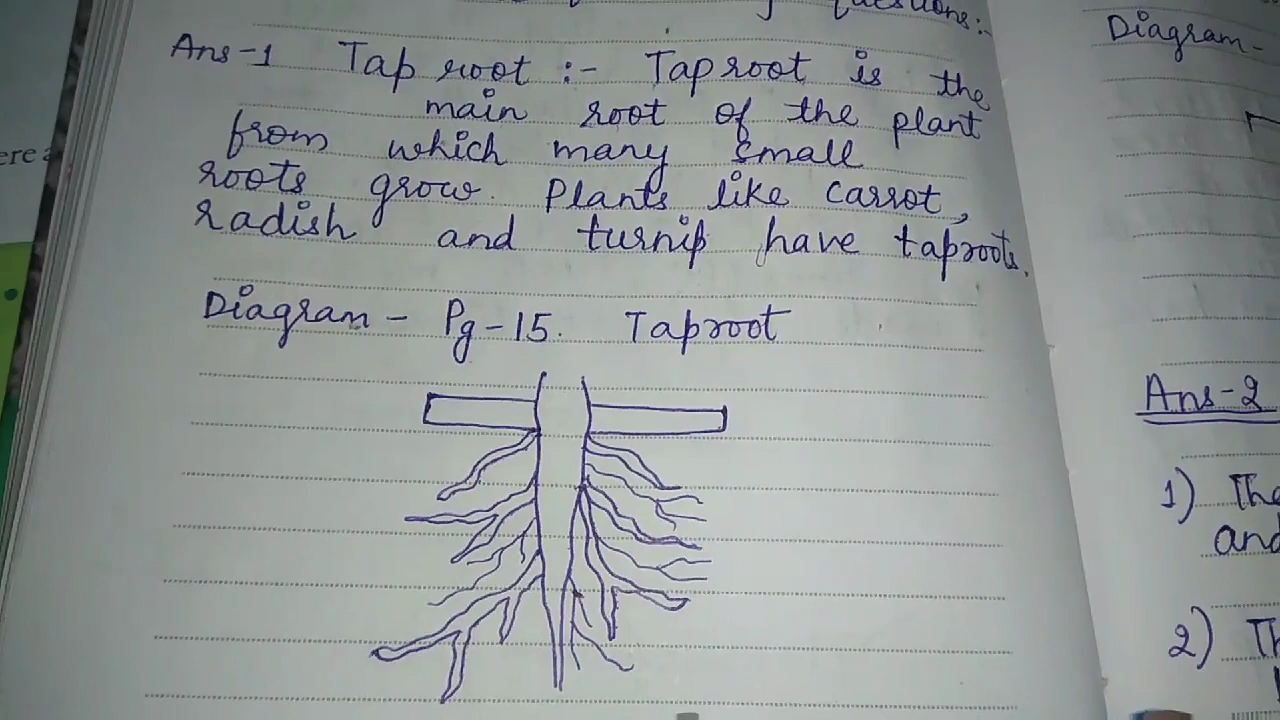 questions:-
Ans-1 Tap root :- Taproot is the
main root of the plant
from which many small
roots grow. Plants like carrot,
radish and turnip have taproots.
Diagram - Pg-15. Taproot
Diagram-
Ans-2
1) The
and
2)